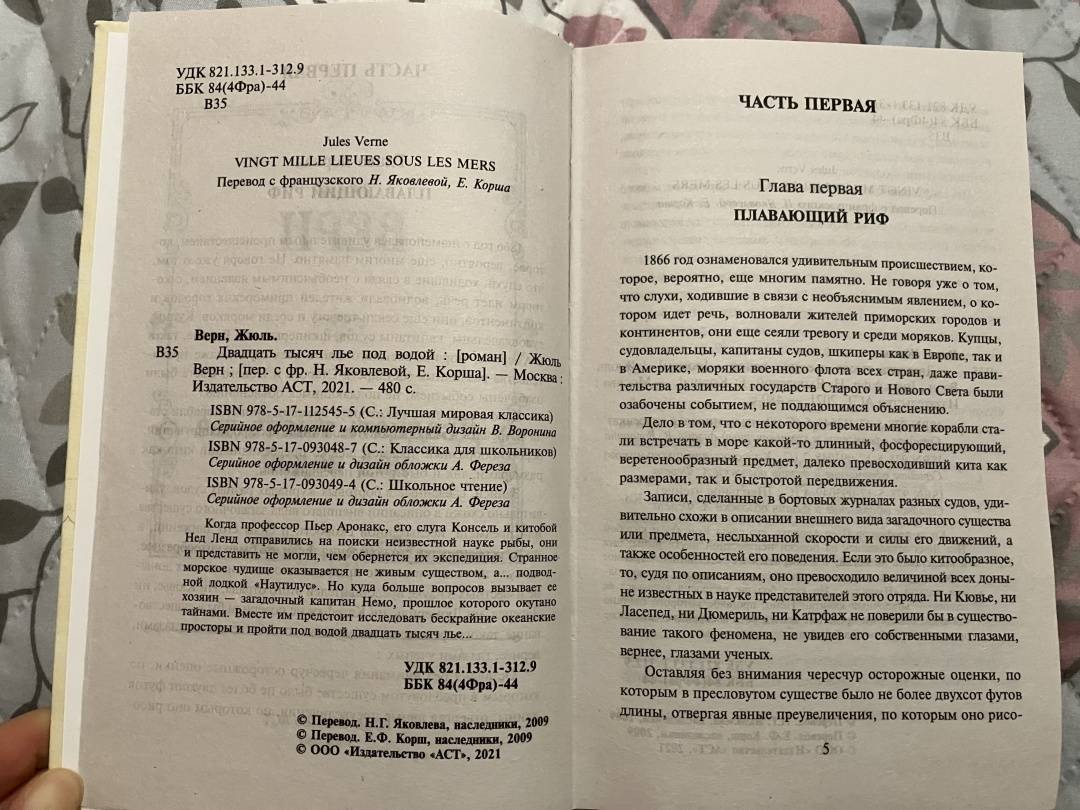 УДК 821.133.1-312.9
ББК 84(4Фра)-44
В35
Jules Verne
VINGT MILLE LIEUES SOUS LES MERS
Перевод с французского Н. Яковлевой, Е. Корша
Верн, Жюль.
В35 Двадцать тысяч лье под водой : [роман] / Жюль
Верн ; [пер. с фр. Н. Яковлевой, Е. Корша]. — Москва :
Издательство АСТ, 2021. — 480 с.
ISBN 978-5-17-112545-5 (С.: Лучшая мировая классика)
Серийное оформление и компьютерный дизайн В. Воронина
ISBN 978-5-17-093048-7 (С.: Классика для школьников)
Серийное оформление и дизайн обложки А. Фереза
ISBN 978-5-17-093049-4 (С.: Школьное чтение)
Серийное оформление и дизайн обложки А. Фереза
Когда профессор Пьер Аронакс, его слуга Консель и китобой
Нед Ленд отправились на поиски неизвестной науке рыбы, они
и представить не могли, чем обернется их экспедиция. Странное
морское чудище оказывается не живым существом, а... подвод-
ной лодкой «Наутилус». Но куда больше вопросов вызывает ее
хозяин — загадочный капитан Немо, прошлое которого окутано
тайнами. Вместе им предстоит исследовать бескрайние океанские
просторы и пройти под водой двадцать тысяч лье...
УДК 821.133.1-312.9
ББК 84(4Фра)-44
© Перевод. Н.Г. Яковлева, наследники, 2009
© Перевод. Е.Ф. Корш, наследники, 2009
© ООО «Издательство «АСТ», 2021
ЧАСТЬ ПЕРВАЯ
Глава первая
ПЛАВАЮЩИЙ РИФ
1866 год ознаменовался удивительным происшествием, ко-
торое, вероятно, еще многим памятно. Не говоря уже о том,
что слухи, ходившие в связи с необъяснимым явлением, о ко-
тором идет речь, волновали жителей приморских городов и
континентов, они еще сеяли тревогу и среди моряков. Купцы,
судовладельцы, капитаны судов, шкиперы как в Европе, так и
в Америке, моряки военного флота всех стран, даже прави-
тельства различных государств Старого и Нового Света были
озабочены событием, не поддающимся объяснению.
Дело в том, что с некоторого времени многие корабли ста-
ли встречать в море какой-то длинный, фосфоресцирующий,
веретенообразный предмет, далеко превосходивший кита как
размерам, так и быстротой передвижения.
Записи, сделанные в бортовых журналах разных судов, уди-
вительно схожи в описании внешнего вида загадочного существа
или предмета, неслыханной скорости и силы его движений, а
также особенностей его поведения. Если это было китообразное,
то, судя по описаниям, оно превосходило величиной всех доны-
не известных в науке представителей этого отряда. Ни Кювье, ни
Ласепед, ни Дюмериль, ни Катрфаж не поверили бы в существо-
вание такого феномена, не увидев его собственными глазами,
вернее, глазами ученых.
Оставляя без внимания чересчур осторожные оценки, по
которым в пресловутом существе было не более двухсот футов
длины, отвергая явные преувеличения, по которым оно рисо-
5